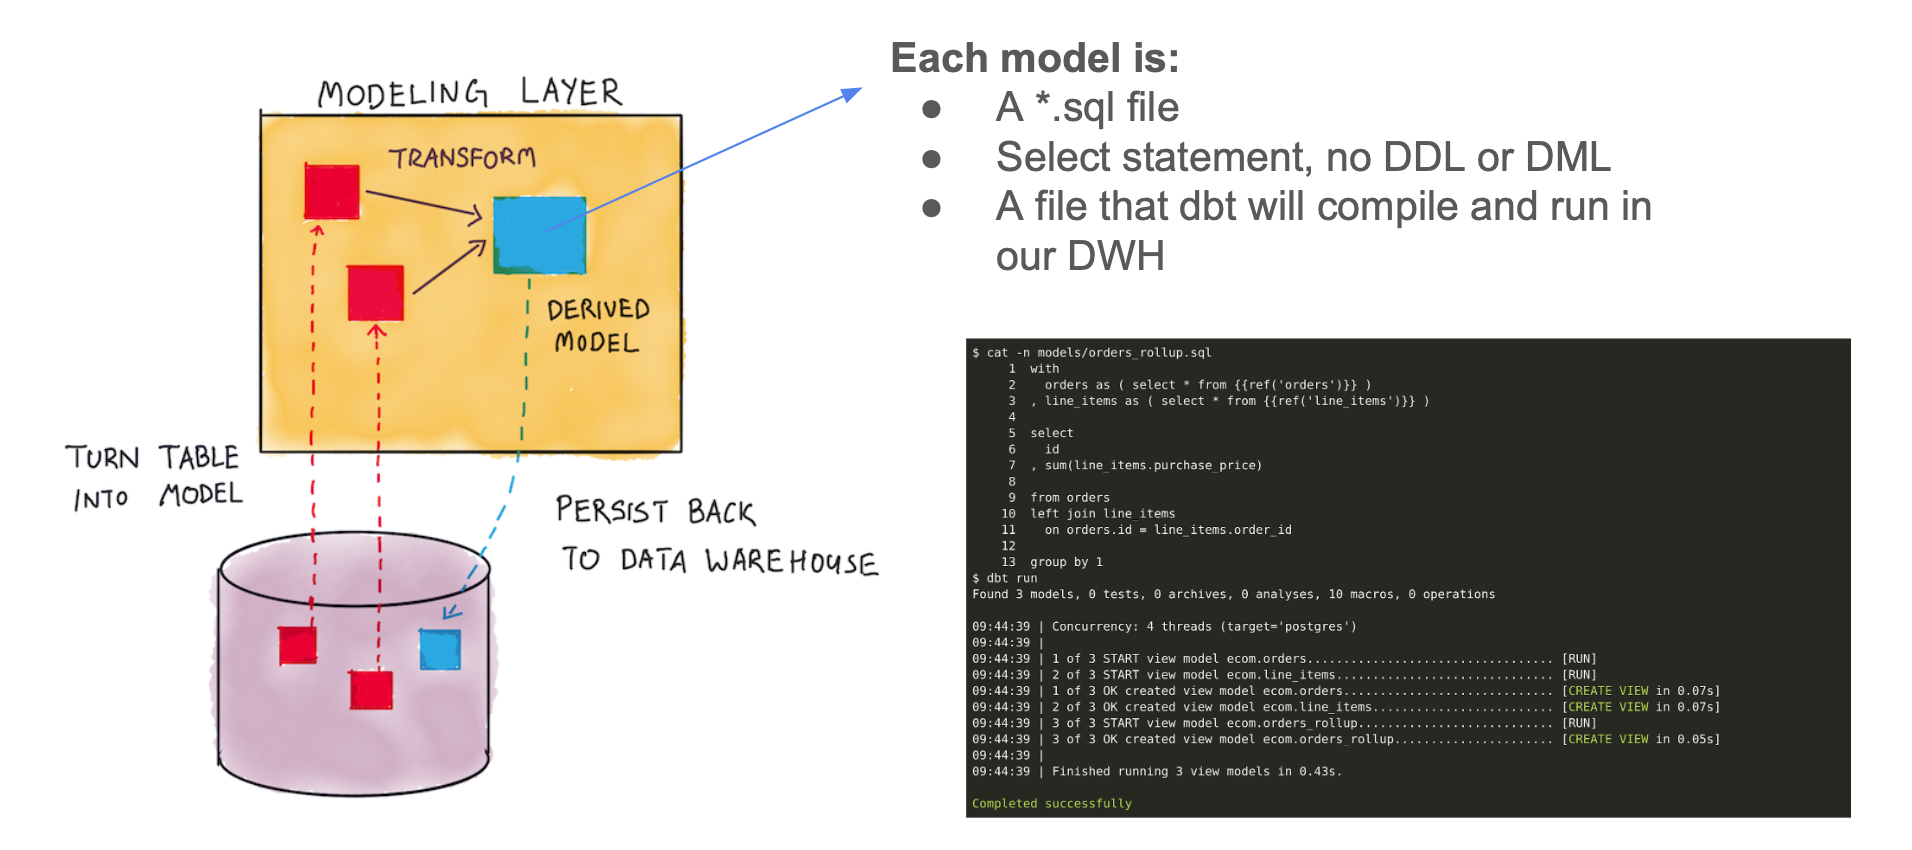 MODELING LAYER
TRANSFORM
DERIVED
MODEL
TURN TABLE
INTO MODEL
PERSIST BACK
TO DATA WAREHOUSE
Each model is:
● A *.sql file
● Select statement, no DDL or DML
● A file that dbt will compile and run in
our DWH
$ cat -n models/orders_rollup.sql
1 with
2 orders as ( select * from {{ref('orders')}} )
3 , line_items as ( select * from {{ref('line_items')}} )
4
5 select
6 id
7 , sum(line_items.purchase_price)
8
9 from orders
10 left join line_items
11 on orders.id = line_items.order_id
12
13 group by 1
$ dbt run
Found 3 models, 0 tests, 0 archives, 0 analyses, 10 macros, 0 operations
09:44:39 | Concurrency: 4 threads (target='postgres')
09:44:39 |
09:44:39 | 1 of 3 START view model ecom.orders.................................. [RUN]
09:44:39 | 2 of 3 START view model ecom.line_items.............................. [RUN]
09:44:39 | 1 of 3 OK created view model ecom.orders............................. [CREATE VIEW in 0.07s]
09:44:39 | 2 of 3 OK created view model ecom.line_items......................... [CREATE VIEW in 0.07s]
09:44:39 | 3 of 3 START view model ecom.orders_rollup........................... [RUN]
09:44:39 | 3 of 3 OK created view model ecom.orders_rollup...................... [CREATE VIEW in 0.05s]
09:44:39 |
09:44:39 | Finished running 3 view models in 0.43s.
Completed successfully